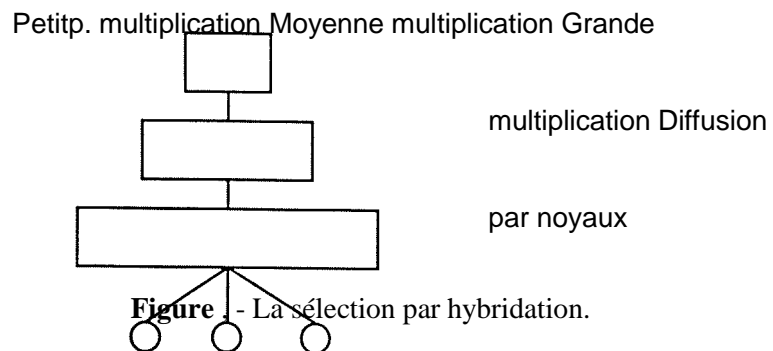 Petitp. multiplication Moyenne multiplication Grande
multiplication Diffusion
par noyaux
Figure . - La sélection par hybridation.